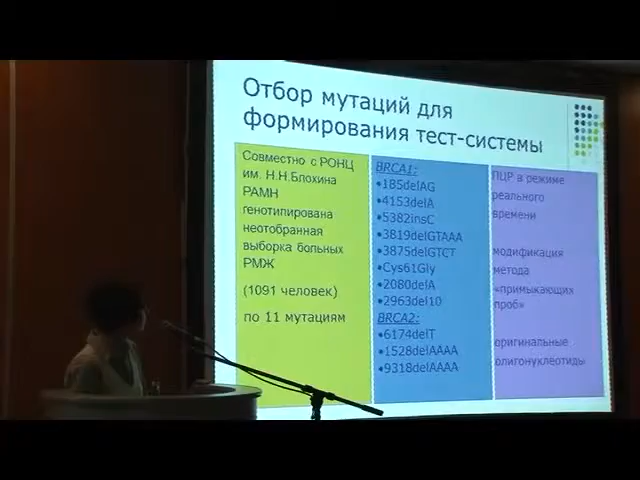 Отбор мутаций для
формирования тест-системы
Совместно с РОНЦ
им. Н.Н.Блохина
РАМН
генотипирована
неотобранная
выборка больных
РМЖ
(1091 человек)
по 11 мутациям
BRCA1:
•185delAG
•4153delA
•5382insC
•3819delGTAAA
•3875delGTCT
•Cys61Gly
•2080delA
•2963del10
BRCA2:
•6174delT
•1528delAAAA
•9318delAAAA
ПЦР в режиме
реального
времени
модификация
метода
«примыкающих
проб»
оригинальные
олигонуклеотиды